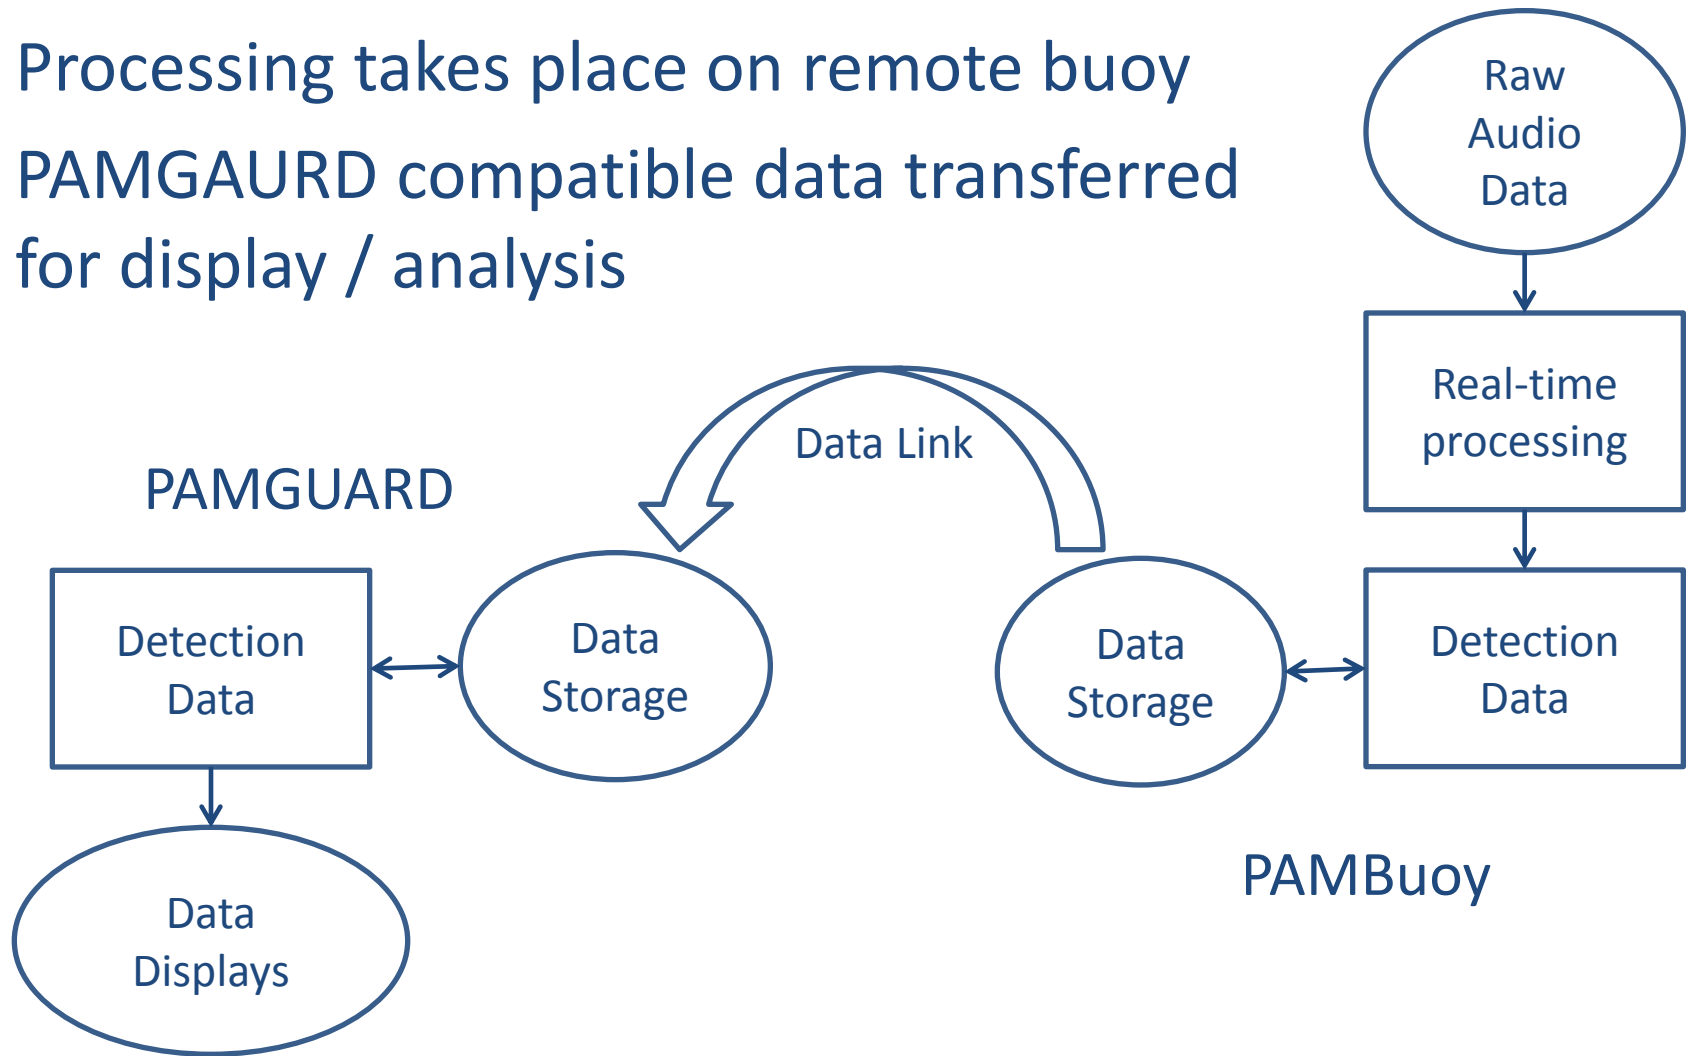 Processing takes place on remote buoy
PAMGAURD compatible data transferred
for display / analysis
Raw
Audio
Data
Real-time
processing
Data Link
PAMGUARD
Detection
Data
Data
Storage
Data
Storage
Detection
Data
PAMBuoy
Data
Displays